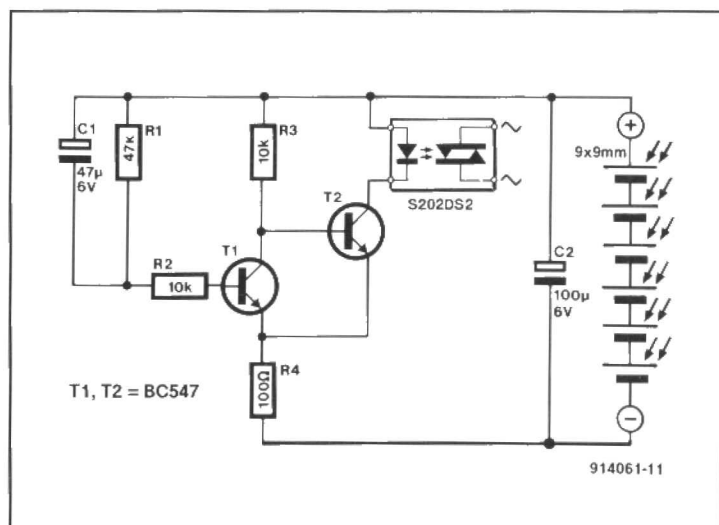 C1
47µ
6V
47k
R1
R3
10k
T2
S202DS2
R2
10k
T1
R4
100Ω
C2
100µ
6V
9x9mm
+
−
T1, T2 = BC547
914061-11